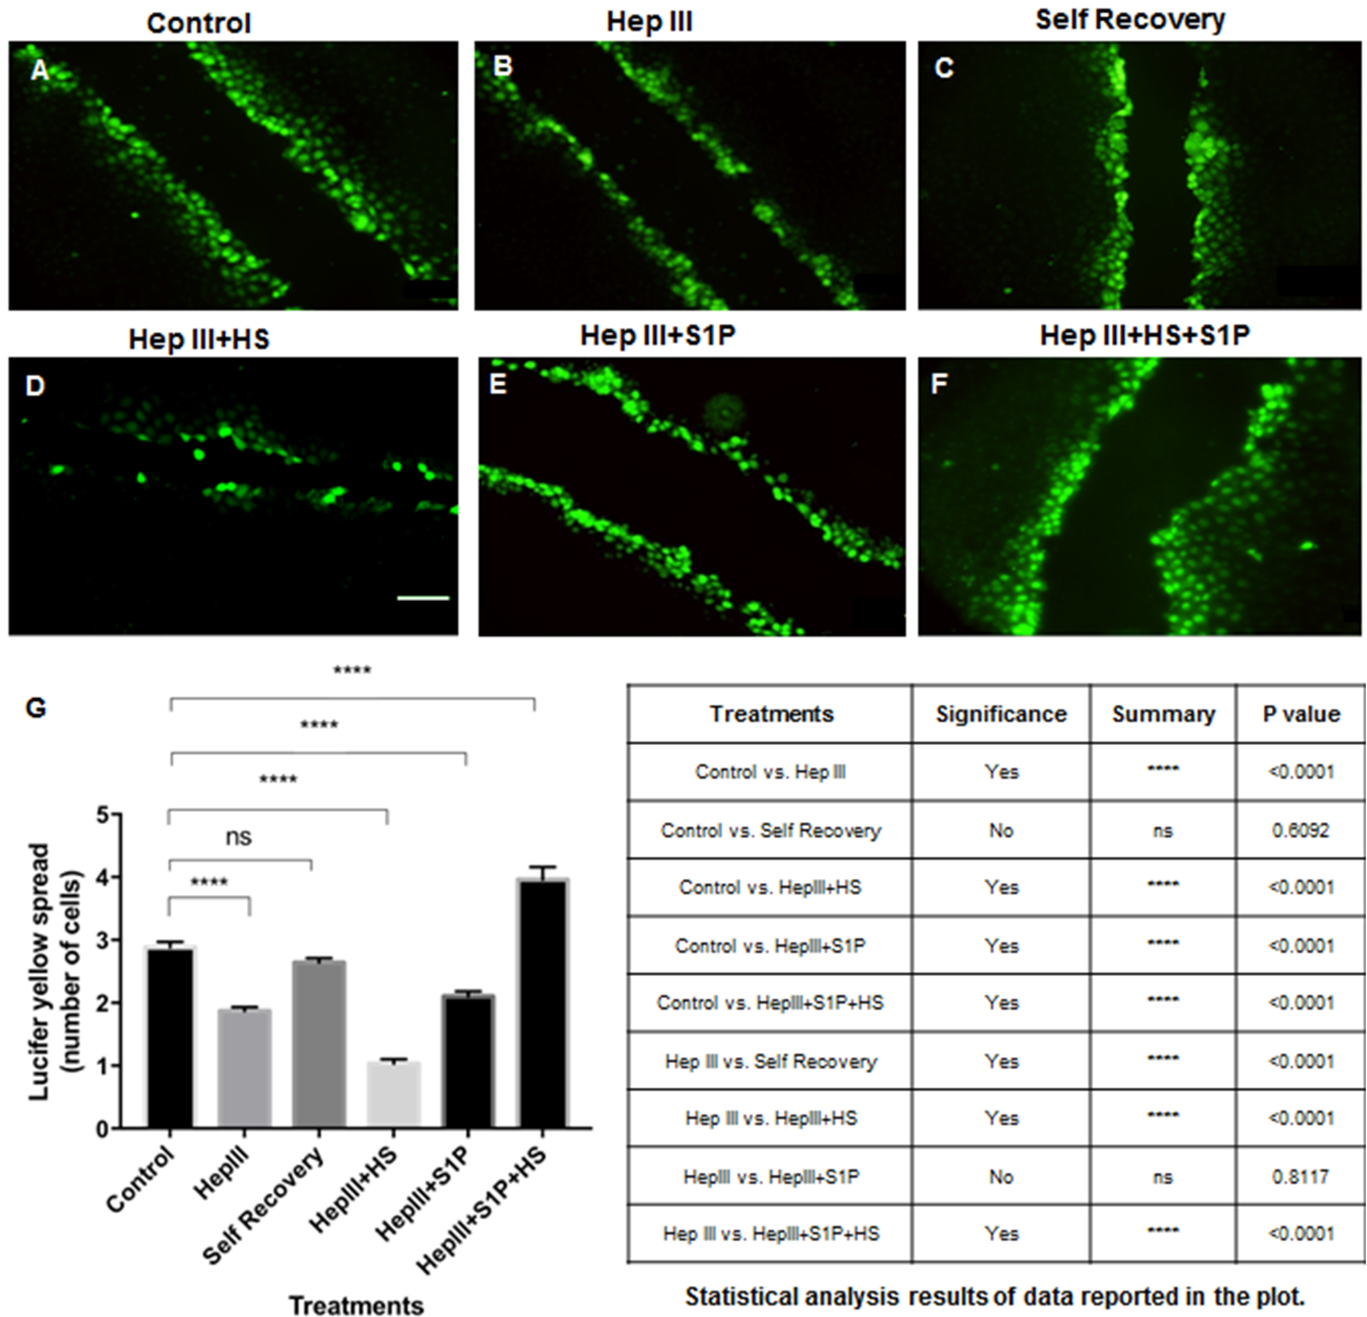 Control
Hep III
Self Recovery
A
B
C
Hep III+HS
Hep III+S1P
Hep III+HS+S1P
D
E
F
G
****
****
****
ns
****
Lucifer yellow spread
(number of cells)
5
4
3
2
1
0
Control
HepIII
Self Recovery
HepIII+HS
HepIII+S1P
HepIII+S1P+HS
Treatments
Treatments Significance Summary P value
Control vs. Hep III Yes **** <0.0001
Control vs. Self Recovery No ns 0.6092
Control vs. HepIII+HS Yes **** <0.0001
Control vs. HepIII+S1P Yes **** <0.0001
Control vs. HepIII+S1P+HS Yes **** <0.0001
Hep III vs. Self Recovery Yes **** <0.0001
Hep III vs. HepIII+HS Yes **** <0.0001
HepIII vs. HepIII+S1P No ns 0.8117
Hep III vs. HepIII+S1P+HS Yes **** <0.0001
Statistical analysis results of data reported in the plot.